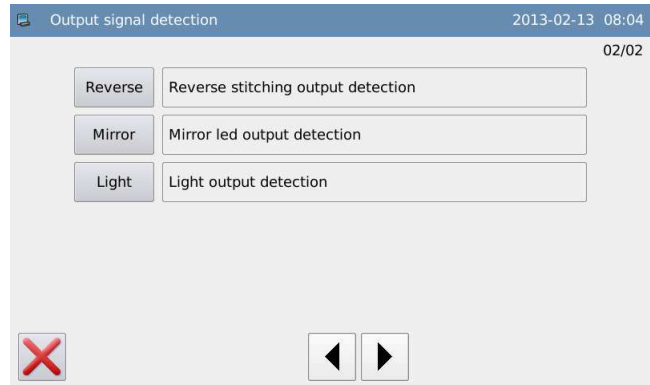 Output signal detection 2013-02-13 08:04
02/02
Reverse Reverse stitching output detection
Mirror Mirror led output detection
Light Light output detection